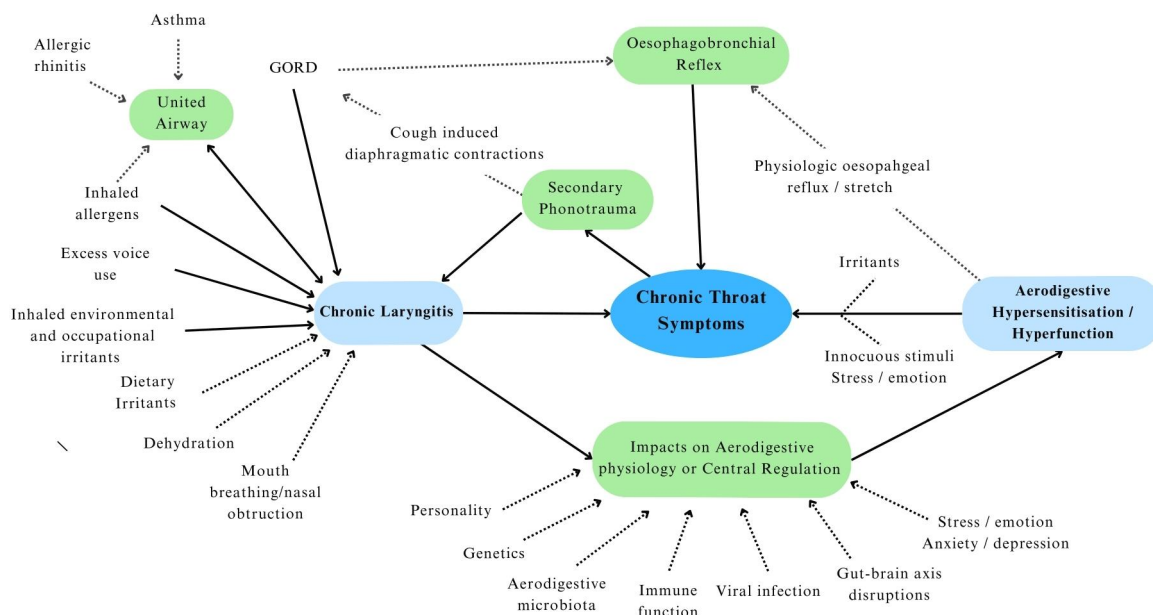 Asthma
Allergic
rhinitis
United
Airway
GORD
Oesophagobronchial
Reflex
Cough induced
diaphragmatic contractions
Physiologic oesopahgeal
reflux / stretch
Inhaled
allergens
Secondary
Phonotrauma
Excess voice
use
Irritants
Chronic Laryngitis
Chronic Throat
Symptoms
Aerodigestive
Hypersensitisation /
Hyperfunction
Inhaled environmental
and occupational
irritants
Innocuous stimuli
Stress / emotion
Dietary
Irritants
Dehydration
Mouth
breathing/nasal
obtruction
Impacts on Aerodigestive
physiology or Central Regulation
Personality
Genetics
Aerodigestive
microbiota
Immune
function
Viral infection
Gut-brain axis
disruptions
Stress / emotion
Anxiety / depression